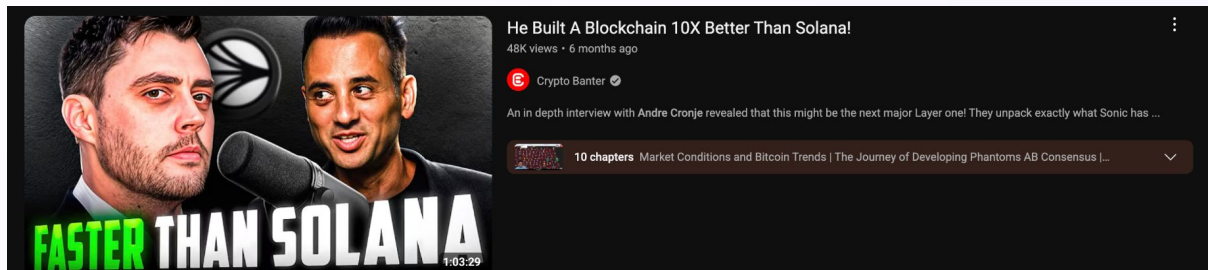 FASTER THAN SOLANA
1:03:29
He Built A Blockchain 10X Better Than Solana!
48K views • 6 months ago
Crypto Banter
An in depth interview with Andre Cronje revealed that this might be the next major Layer one! They unpack exactly what Sonic has ...
10 chapters Market Conditions and Bitcoin Trends | The Journey of Developing Phantoms AB Consensus |...